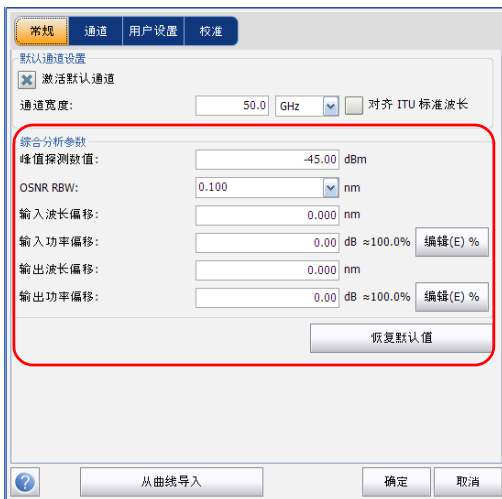 常规 通道 用户设置 校准
默认通道设置
激活默认通道
通道宽度: 50.0 GHz 对齐 ITU 标准波长
综合分析参数
峰值探测数值: -45.00 dBm
OSNR RBW: 0.100 nm
输入波长偏移: 0.000 nm
输入功率偏移: 0.00 dB ≈100.0% 编辑(E) %
输出波长偏移: 0.000 nm
输出功率偏移: 0.00 dB ≈100.0% 编辑(E) %
恢复默认值
? 从曲线导入 确定 取消